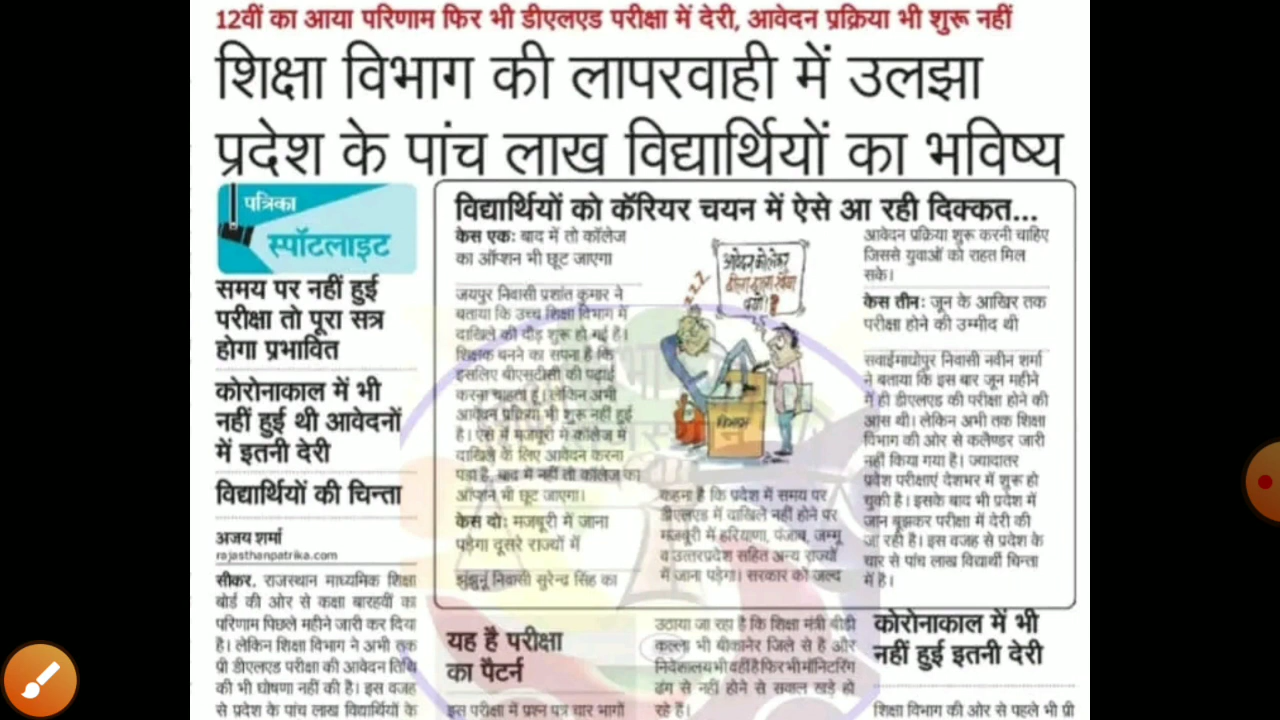 12वीं का आया परिणाम फिर भी डीएलएड परीक्षा में देरी, आवेदन प्रक्रिया भी शुरू नहीं
शिक्षा विभाग की लापरवाही में उलझा
प्रदेश के पांच लाख विद्यार्थियों का भविष्य
पत्रिका
स्पॉटलाइट
समय पर नहीं हुई
परीक्षा तो पूरा सत्र
होगा प्रभावित
कोरोनाकाल में भी
नहीं हुई थी आवेदनों
में इतनी देरी
विद्यार्थियों की चिन्ता
अजय शर्मा
rajasthanpatrika.com
सीकर. राजस्थान माध्यमिक शिक्षा
बोर्ड की ओर से कक्षा बारहवीं का
परिणाम पिछले महीने जारी कर दिया
है। लेकिन शिक्षा विभाग ने अभी तक
प्री डीएलएड परीक्षा की आवेदन तिथि
की भी घोषणा नहीं की है। इस वजह
से प्रदेश के पांच लाख विद्यार्थियों के
विद्यार्थियों को कॅरियर चयन में ऐसे आ रही दिक्कत...
केस एक: बाद में तो कॉलेज
का ऑप्शन भी छूट जाएगा
जयपुर निवासी प्रशांत कुमार ने
बताया कि उच्च शिक्षा विभाग में
दाखिले की दौड़ शुरू हो गई है।
शिक्षक बनने का सपना है कि
इसलिए बीएसटीसी की पढ़ाई
करना चाहता हूं। लेकिन अभी
आवेदन प्रक्रिया भी शुरू नहीं हुई
है। ऐसे में मजबूरी में कॉलेज में
दाखिले के लिए आवेदन करना
पड़ा है, बाद में नहीं तो कॉलेज का
ऑप्शन भी छूट जाएगा।
केस दो: मजबूरी में जाना
पड़ेगा दूसरे राज्यों में
झुंझुनूं निवासी सुरेन्द्र सिंह का
कहना है कि प्रदेश में समय पर
डीएलएड में दाखिले नहीं होने पर
मजबूरी में हरियाणा, पंजाब, जम्मू
व उत्तरप्रदेश सहित अन्य राज्यों
में जाना पड़ेगा। सरकार को जल्द
आवेदन प्रक्रिया शुरू करनी चाहिए
जिससे युवाओं को राहत मिल
सके।
केस तीन: जून के आखिर तक
परीक्षा होने की उम्मीद थी
सवाईमाधोपुर निवासी नवीन शर्मा
ने बताया कि इस बार जून महीने
में ही डीएलएड की परीक्षा होने की
आस थी। लेकिन अभी तक शिक्षा
विभाग की ओर से कलैण्डर जारी
नहीं किया गया है। ज्यादातर
प्रवेश परीक्षाएं देशभर में शुरू हो
चुकी है। इसके बाद भी प्रदेश में
जान बूझकर परीक्षा में देरी की
जा रही है। इस वजह से प्रदेश के
चार से पांच लाख विद्यार्थी चिन्ता
में है।
यह है परीक्षा
का पैटर्न
इस परीक्षा में प्रश्न पत्र चार भागों
उठाया जा रहा है कि शिक्षा मंत्री बीडी
कल्ला भी बीकानेर जिले से है और
निदेशालय भी वहीं है फिर भी मॉनिटरिंग
ढंग से नहीं होने से सवाल खड़े हो
रहे हैं।
कोरोनाकाल में भी
नहीं हुई इतनी देरी
शिक्षा विभाग की ओर से पहले भी प्री